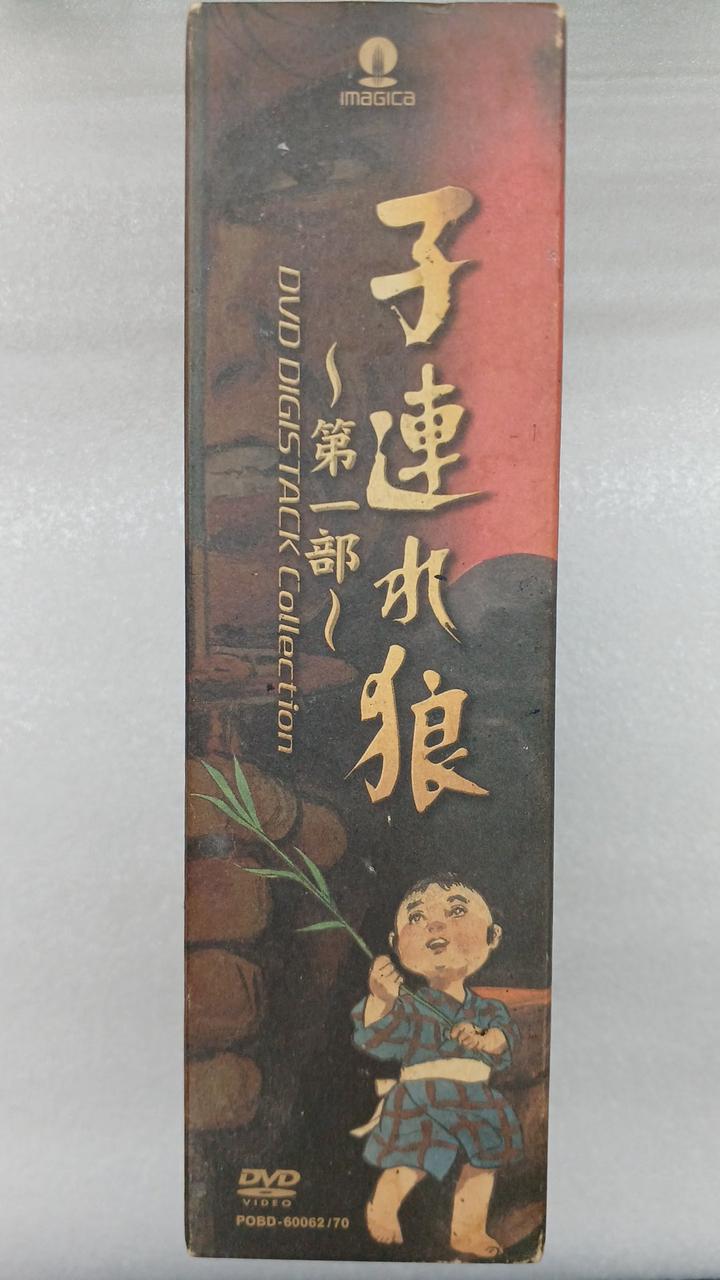 IMAGICA
子連れ狼
～第一部～
DVD DIGISTACK Collection
DVD
VIDEO
POBD-60062/70